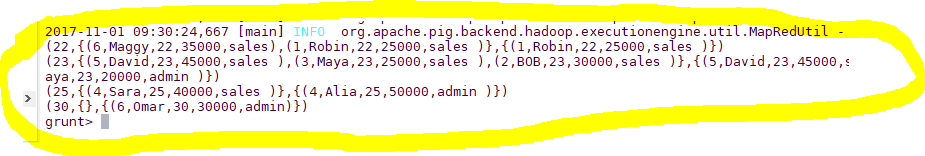 2017-11-01 09:30:24,667 [main] INFO  org.apache.pig.backend.hadoop.executionengine.util.MapRedUtil -
(22,{(6,Maggy,22,35000,sales),(1,Robin,22,25000,sales )},{(1,Robin,22,25000,sales )})
(23,{(5,David,23,45000,sales ),(3,Maya,23,25000,sales ),(2,BOB,23,30000,sales )},{(5,David,23,45000,s
aya,23,20000,admin )})
(25,{(4,Sara,25,40000,sales )},{(4,Alia,25,50000,admin )})
(30,{},{(6,Omar,30,30000,admin)})
grunt>